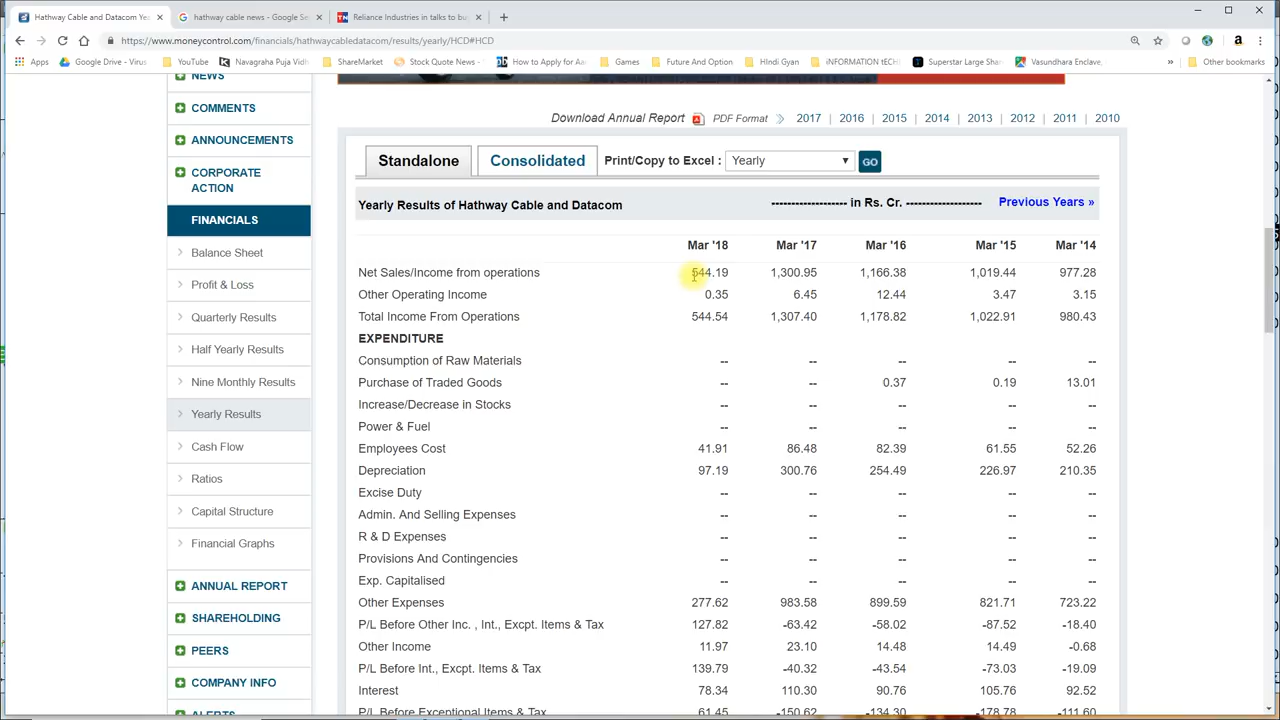 Hathway Cable and Datacom Ye
hathway cable news - Google Se
Reliance Industries in talks to bu
https://www.moneycontrol.com/financials/hathwaycabledatacom/results/yearly/HCD#HCD
Apps Google Drive - Virus YouTube Navagraha Puja Vidh ShareMarket Stock Quote News - How to Apply for Aa Games Future And Option HIndi Gyan iNFORMATION tECHI Superstar Large Shar Vasundhara Enclave, » Other bookmarks
NEWS
COMMENTS
ANNOUNCEMENTS
CORPORATE
ACTION
FINANCIALS
Balance Sheet
Profit & Loss
Quarterly Results
Half Yearly Results
Nine Monthly Results
Yearly Results
Cash Flow
Ratios
Capital Structure
Financial Graphs
ANNUAL REPORT
SHAREHOLDING
PEERS
COMPANY INFO
ALERTS
Download Annual Report PDF Format 2017 | 2016 | 2015 | 2014 | 2013 | 2012 | 2011 | 2010
Standalone Consolidated Print/Copy to Excel : Yearly GO
Yearly Results of Hathway Cable and Datacom ------------------- in Rs. Cr. ------------------- Previous Years »
Mar '18 Mar '17 Mar '16 Mar '15 Mar '14
Net Sales/Income from operations 544.19 1,300.95 1,166.38 1,019.44 977.28
Other Operating Income 0.35 6.45 12.44 3.47 3.15
Total Income From Operations 544.54 1,307.40 1,178.82 1,022.91 980.43
EXPENDITURE
Consumption of Raw Materials -- -- -- -- --
Purchase of Traded Goods -- -- 0.37 0.19 13.01
Increase/Decrease in Stocks -- -- -- -- --
Power & Fuel -- -- -- -- --
Employees Cost 41.91 86.48 82.39 61.55 52.26
Depreciation 97.19 300.76 254.49 226.97 210.35
Excise Duty -- -- -- -- --
Admin. And Selling Expenses -- -- -- -- --
R & D Expenses -- -- -- -- --
Provisions And Contingencies -- -- -- -- --
Exp. Capitalised -- -- -- -- --
Other Expenses 277.62 983.58 899.59 821.71 723.22
P/L Before Other Inc. , Int., Excpt. Items & Tax 127.82 -63.42 -58.02 -87.52 -18.40
Other Income 11.97 23.10 14.48 14.49 -0.68
P/L Before Int., Excpt. Items & Tax 139.79 -40.32 -43.54 -73.03 -19.09
Interest 78.34 110.30 90.76 105.76 92.52
P/L Before Exceptional Items & Tax 61.45 -150.62 -134.30 -178.78 -111.60